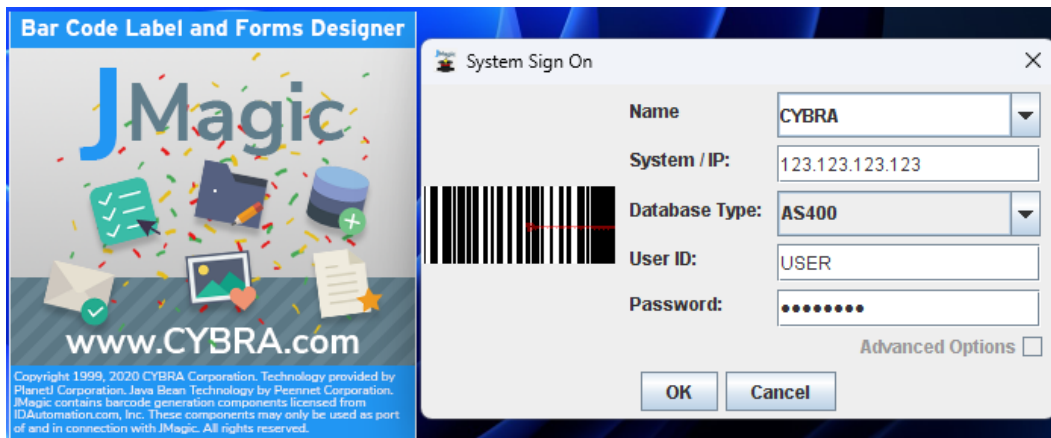 Bar Code Label and Forms Designer
JMagic
www.CYBRA.com
Copyright 1999, 2020 CYBRA Corporation. Technology provided by
PlanetJ Corporation. Java Bean Technology by Peennet Corporation.
JMagic contains barcode generation components licensed from
IDAutomation.com, Inc. These components may only be used as part
of and in connection with JMagic. All rights reserved.
System Sign On
Name CYBRA
System / IP: 123.123.123.123
Database Type: AS400
User ID: USER
Password: ••••••••
Advanced Options
OK Cancel